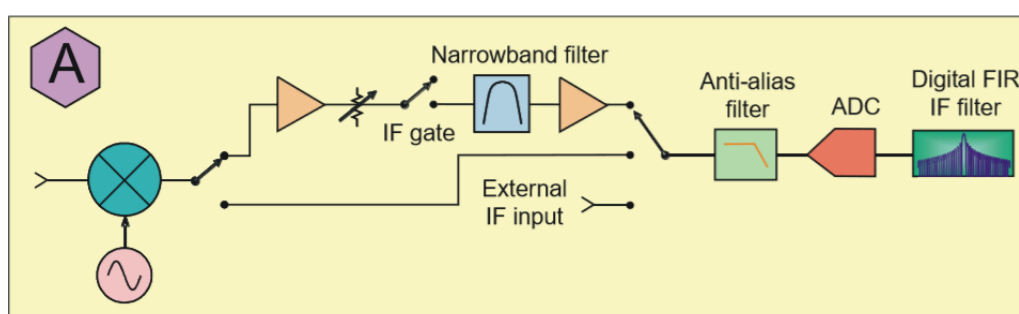 A
Narrowband filter
IF gate
Anti-alias
filter
ADC
Digital FIR
IF filter
External
IF input